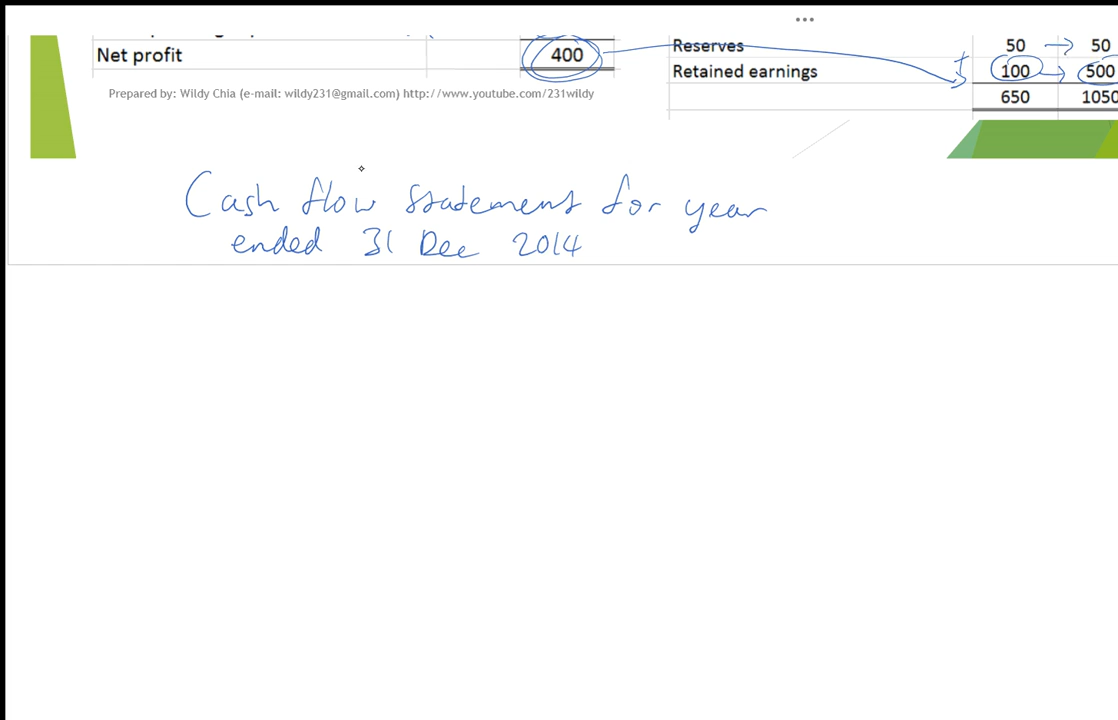 Net profit 400
Reserves 50 → 50
Retained earnings 100 → 500
650 1050
Prepared by: Wildy Chia (e-mail: wildy231@gmail.com) http://www.youtube.com/231wildy
Cash flow statement for year
ended 31 Dec 2014